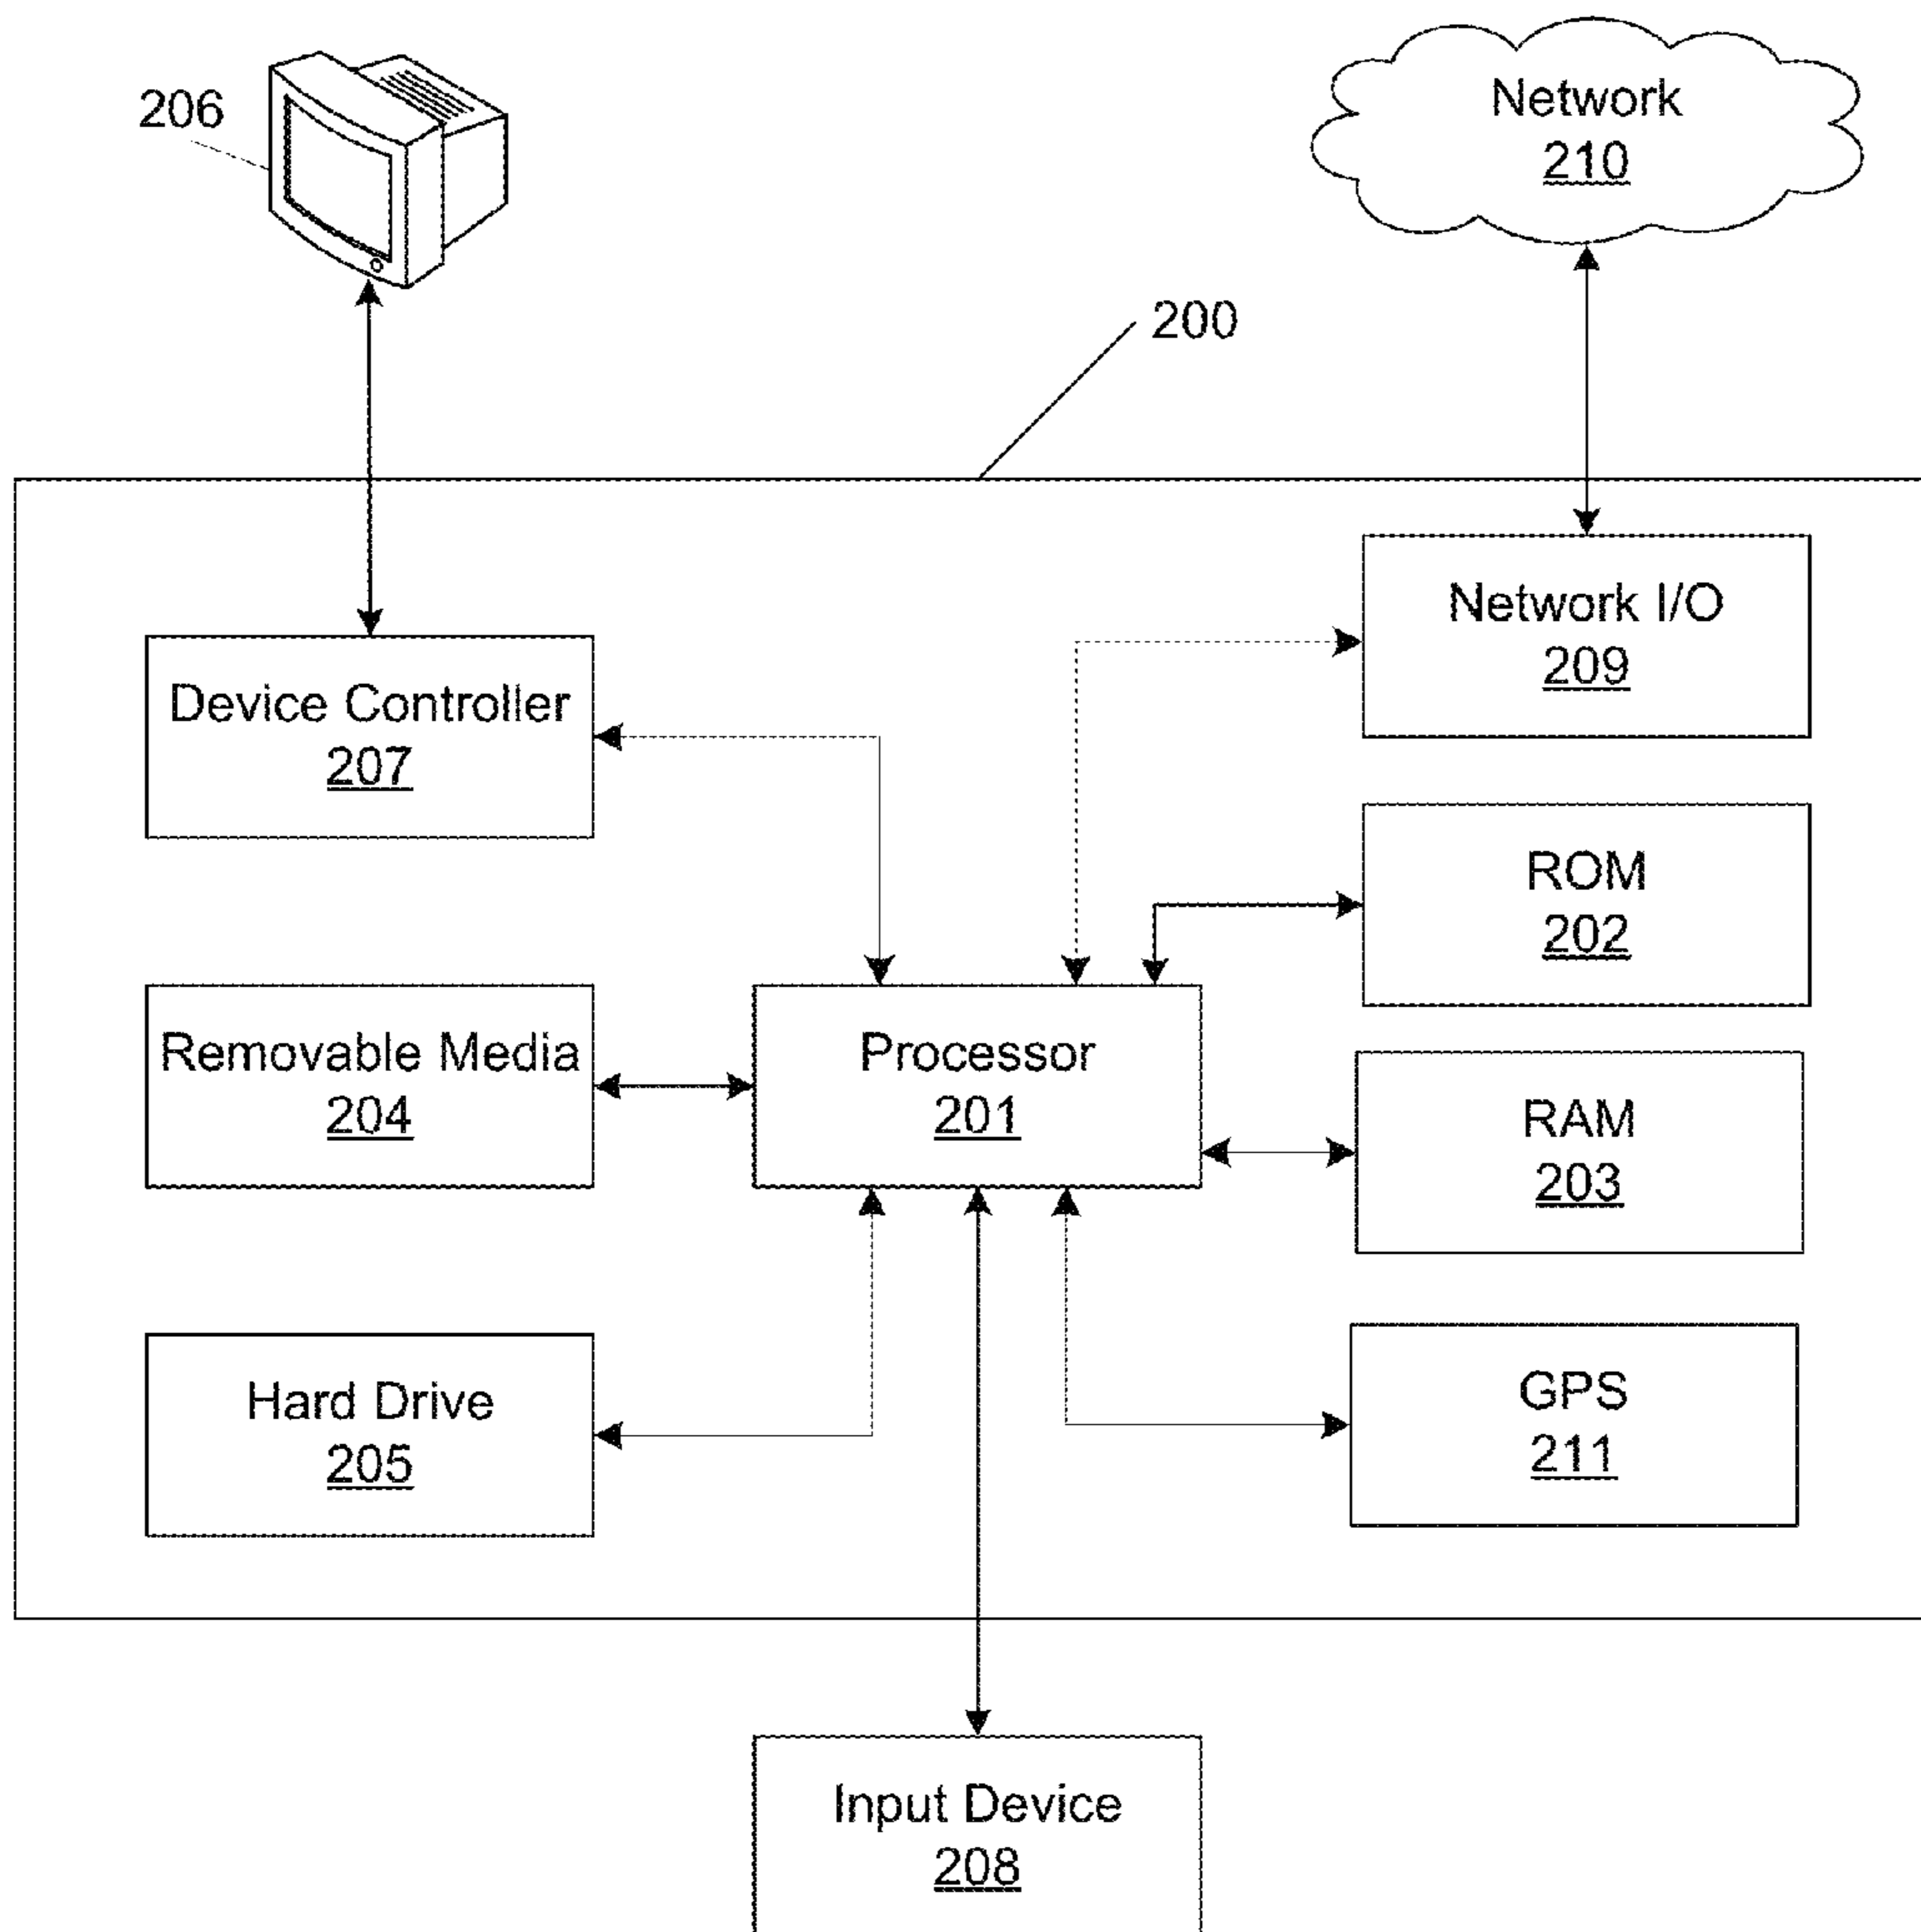 206
Network
210
200
Network I/O
209
Device Controller
207
ROM
202
Removable Media
204
Processor
201
RAM
203
Hard Drive
205
GPS
211
Input Device
208